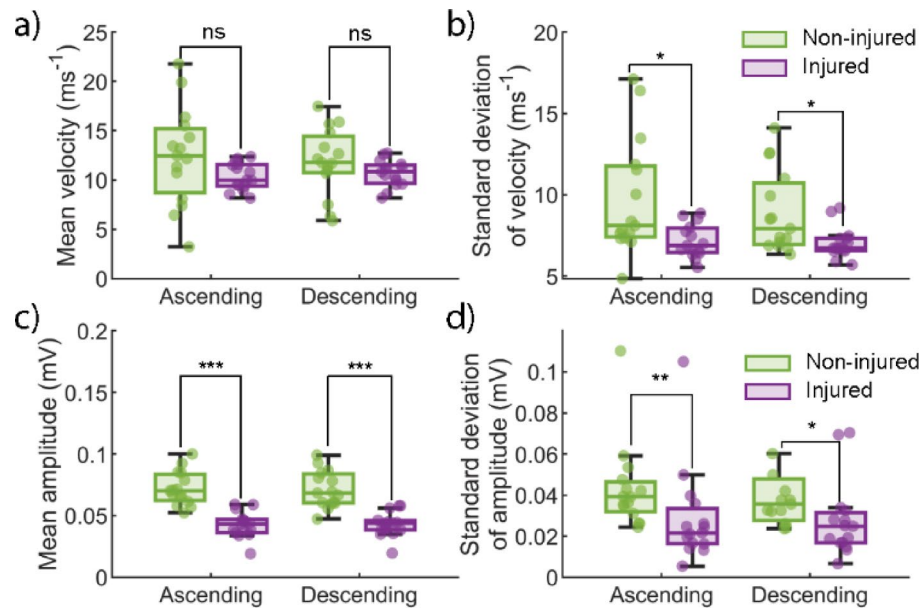 a)
Mean velocity (ms⁻¹)
25
20
15
10
5
0
ns
ns
Ascending
Descending
b)
Standard deviation
of velocity (ms⁻¹)
20
15
10
5
*
*
Non-injured
Injured
Ascending
Descending
c)
Mean amplitude (mV)
0.2
0.15
0.1
0.05
0
***
***
Ascending
Descending
d)
Standard deviation
of amplitude (mV)
0.1
0.08
0.06
0.04
0.02
0
**
*
Non-injured
Injured
Ascending
Descending